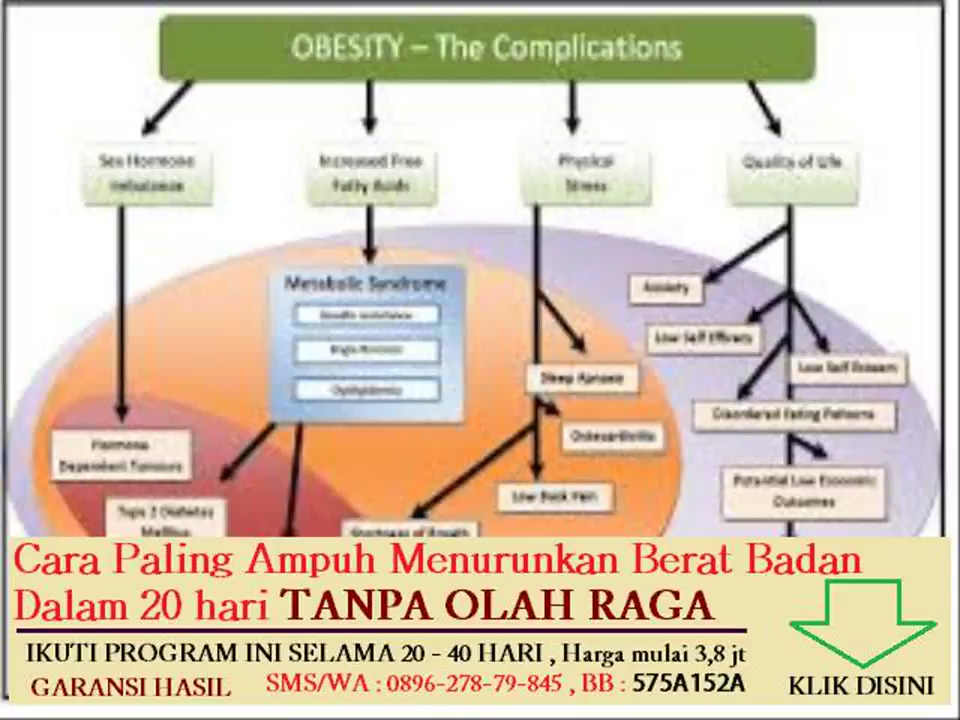 OBESITY – The Complications
Sex Hormone
Imbalance
Increased Free
Fatty Acids
Physical
Stress
Quality of Life
Metabolic Syndrome
Dyslipidemia
Anxiety
Low Self Efficacy
Low Self Esteem
Sleep Apnoea
Disordered Eating Patterns
Osteoarthritis
Hormone
Dependent Tumours
Low Back Pain
Potential Low Economic
Outcomes
Type 2 Diabetes
Mellitus
Shortness of Breath
Cara Paling Ampuh Menurunkan Berat Badan
Dalam 20 hari TANPA OLAH RAGA
IKUTI PROGRAM INI SELAMA 20 - 40 HARI , Harga mulai 3,8 jt
GARANSI HASIL SMS/WA : 0896-278-79-845 , BB : 575A152A
KLIK DISINI